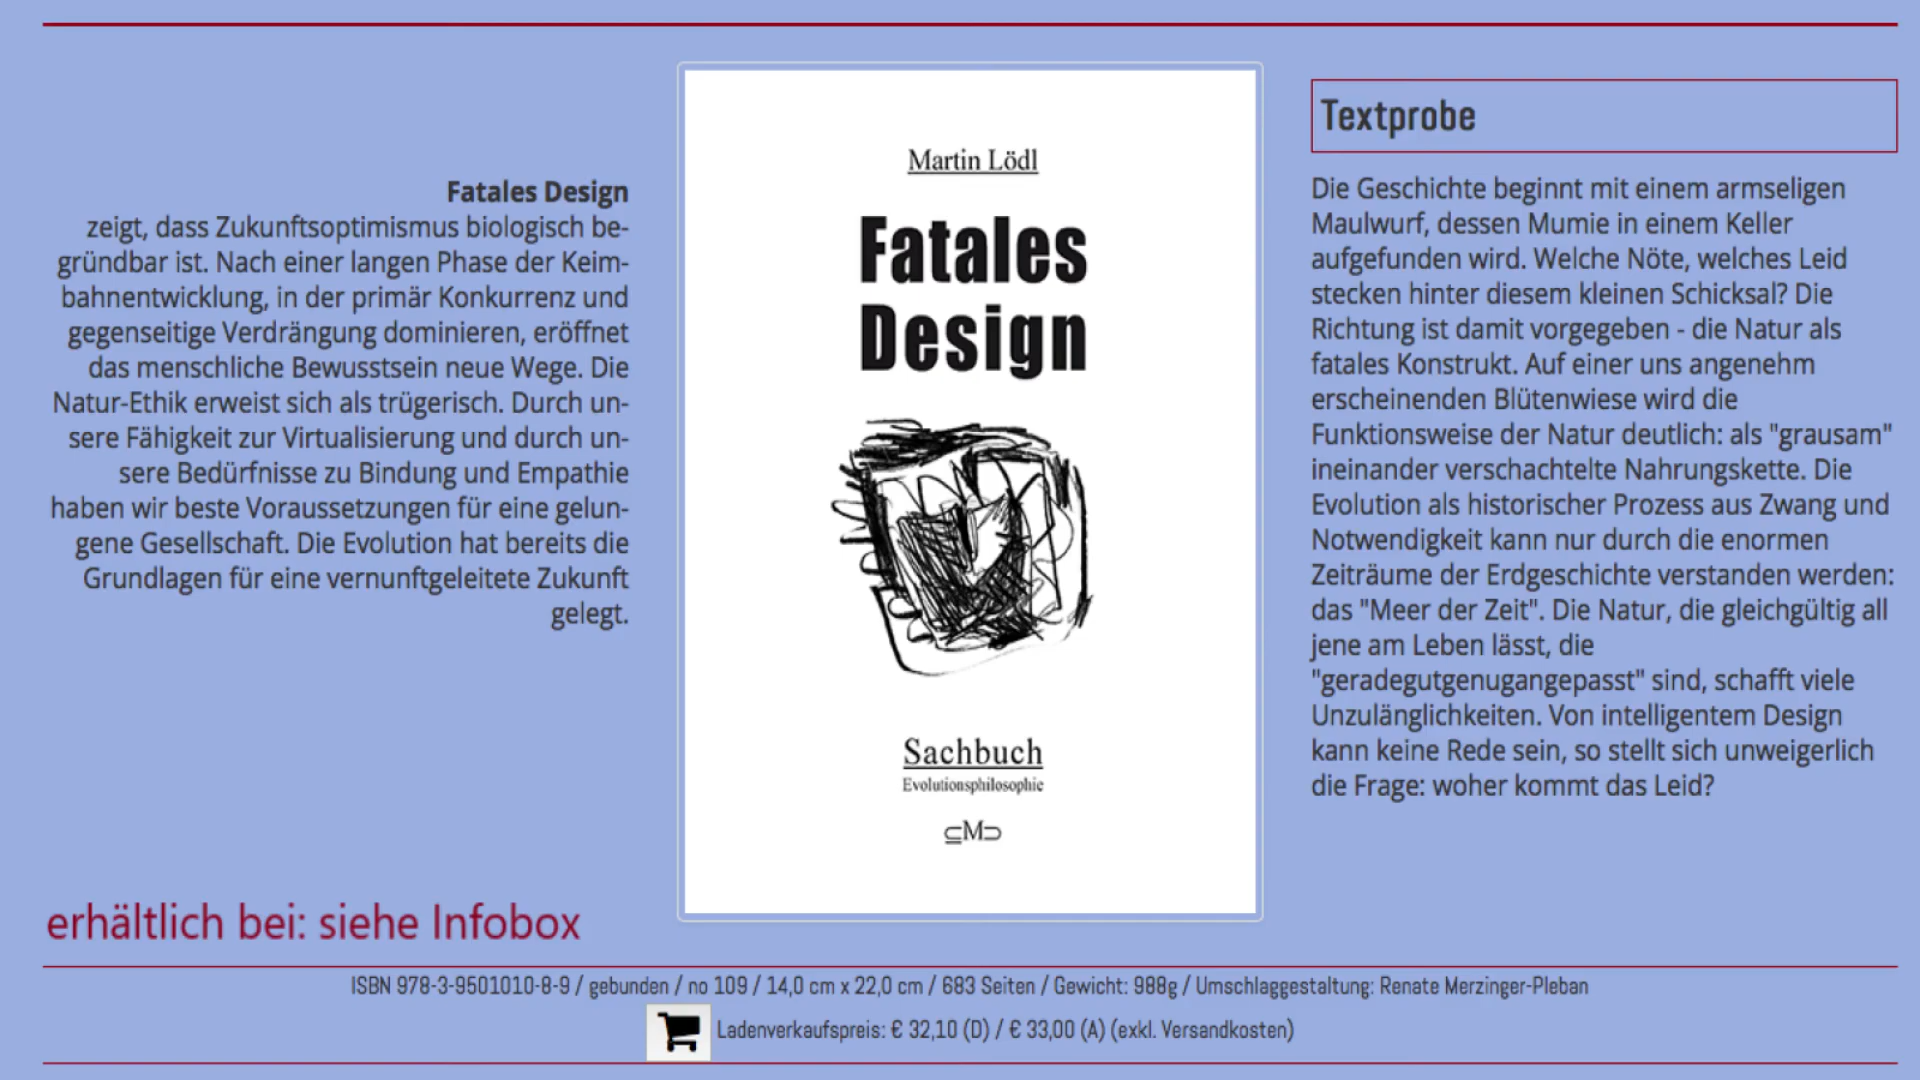 Fatales Design
zeigt, dass Zukunftsoptimismus biologisch be-
gründbar ist. Nach einer langen Phase der Keim-
bahnentwicklung, in der primär Konkurrenz und
gegenseitige Verdrängung dominieren, eröffnet
das menschliche Bewusstsein neue Wege. Die
Natur-Ethik erweist sich als trügerisch. Durch un-
sere Fähigkeit zur Virtualisierung und durch un-
sere Bedürfnisse zu Bindung und Empathie
haben wir beste Voraussetzungen für eine gelun-
gene Gesellschaft. Die Evolution hat bereits die
Grundlagen für eine vernunftgeleitete Zukunft
gelegt.
erhältlich bei: siehe Infobox
Martin Lödl
Fatales
Design
Sachbuch
Evolutionsphilosophie
⊆M⊃
Textprobe
Die Geschichte beginnt mit einem armseligen
Maulwurf, dessen Mumie in einem Keller
aufgefunden wird. Welche Nöte, welches Leid
stecken hinter diesem kleinen Schicksal? Die
Richtung ist damit vorgegeben - die Natur als
fatales Konstrukt. Auf einer uns angenehm
erscheinenden Blütenwiese wird die
Funktionsweise der Natur deutlich: als "grausam"
ineinander verschachtelte Nahrungskette. Die
Evolution als historischer Prozess aus Zwang und
Notwendigkeit kann nur durch die enormen
Zeiträume der Erdgeschichte verstanden werden:
das "Meer der Zeit". Die Natur, die gleichgültig all
jene am Leben lässt, die
"geradegutgenugangepasst" sind, schafft viele
Unzulänglichkeiten. Von intelligentem Design
kann keine Rede sein, so stellt sich unweigerlich
die Frage: woher kommt das Leid?
ISBN 978-3-9501010-8-9 / gebunden / no 109 / 14,0 cm x 22,0 cm / 683 Seiten / Gewicht: 988g / Umschlaggestaltung: Renate Merzinger-Pleban
Ladenverkaufspreis: € 32,10 (D) / € 33,00 (A) (exkl. Versandkosten)